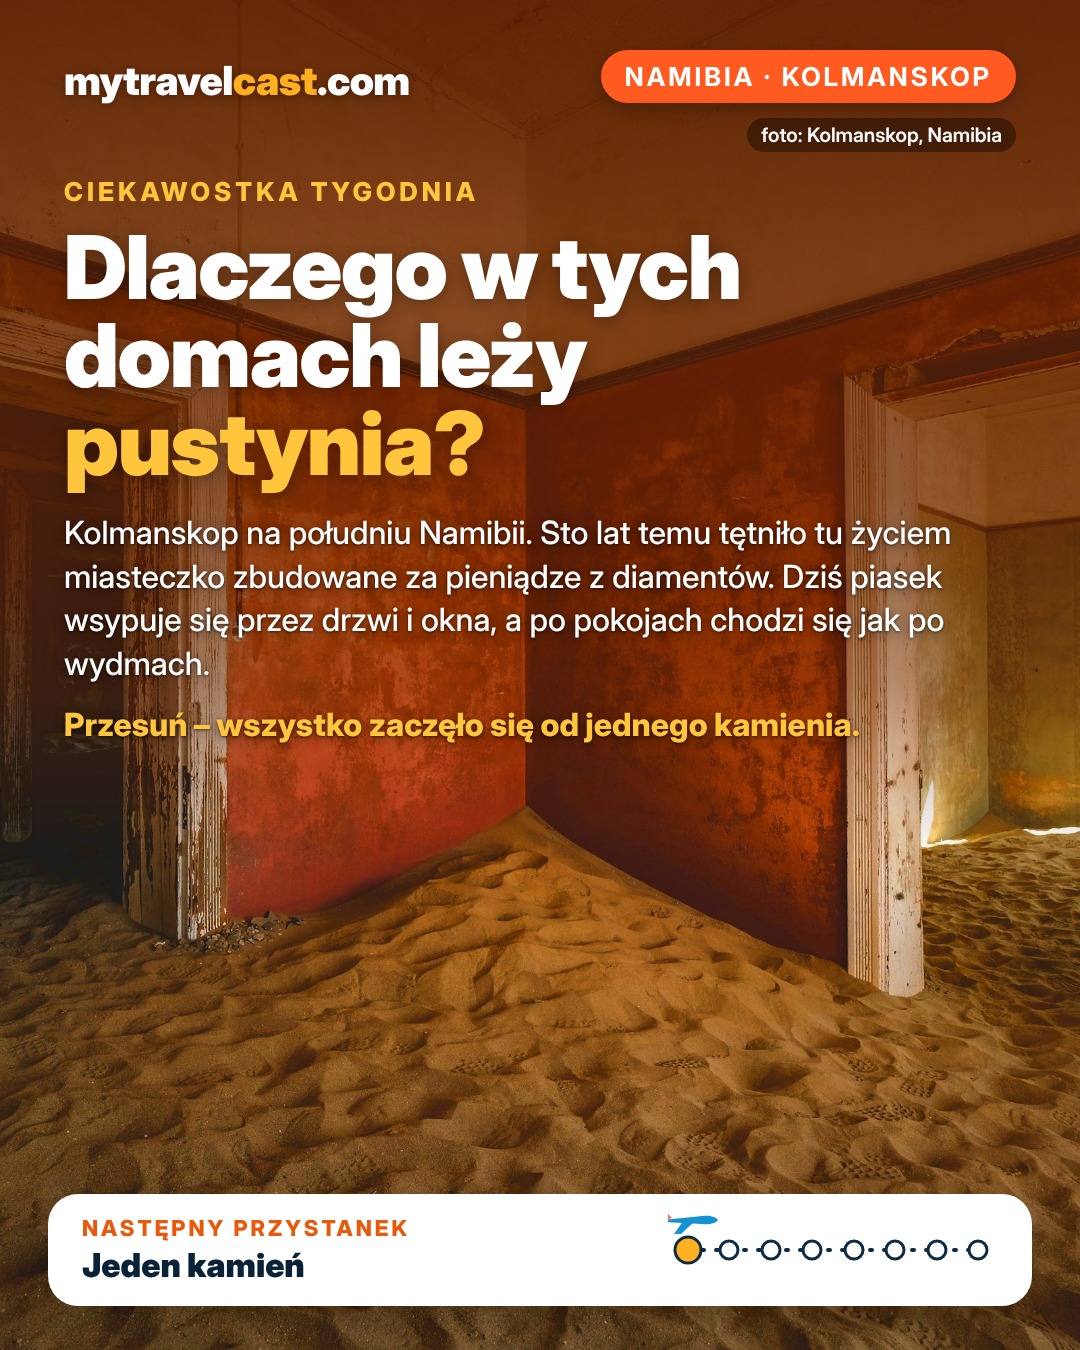 mytravelcast.com
NAMIBIA · KOLMANSKOP
foto: Kolmanskop, Namibia
CIEKAWOSTKA TYGODNIA
Dlaczego w tych
domach leży
pustynia?
Kolmanskop na południu Namibii. Sto lat temu tętniło tu życiem
miasteczko zbudowane za pieniądze z diamentów. Dziś piasek
wsypuje się przez drzwi i okna, a po pokojach chodzi się jak po
wydmach.
Przesuń – wszystko zaczęło się od jednego kamienia.
NASTĘPNY PRZYSTANEK
Jeden kamień